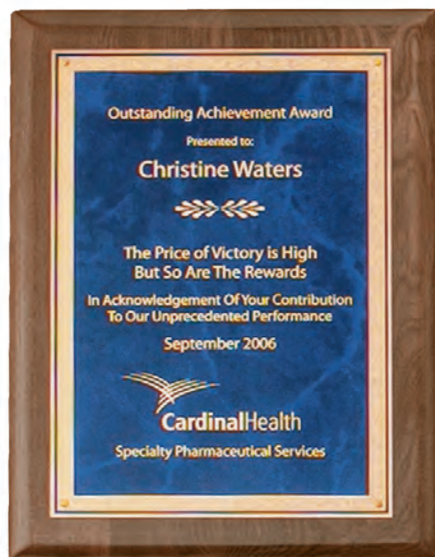 Outstanding Achievement Award
Presented to:
Christine Waters
The Price of Victory is High
But So Are The Rewards
In Acknowledgement Of Your Contribution
To Our Unprecedented Performance
September 2006
CardinalHealth
Specialty Pharmaceutical Services